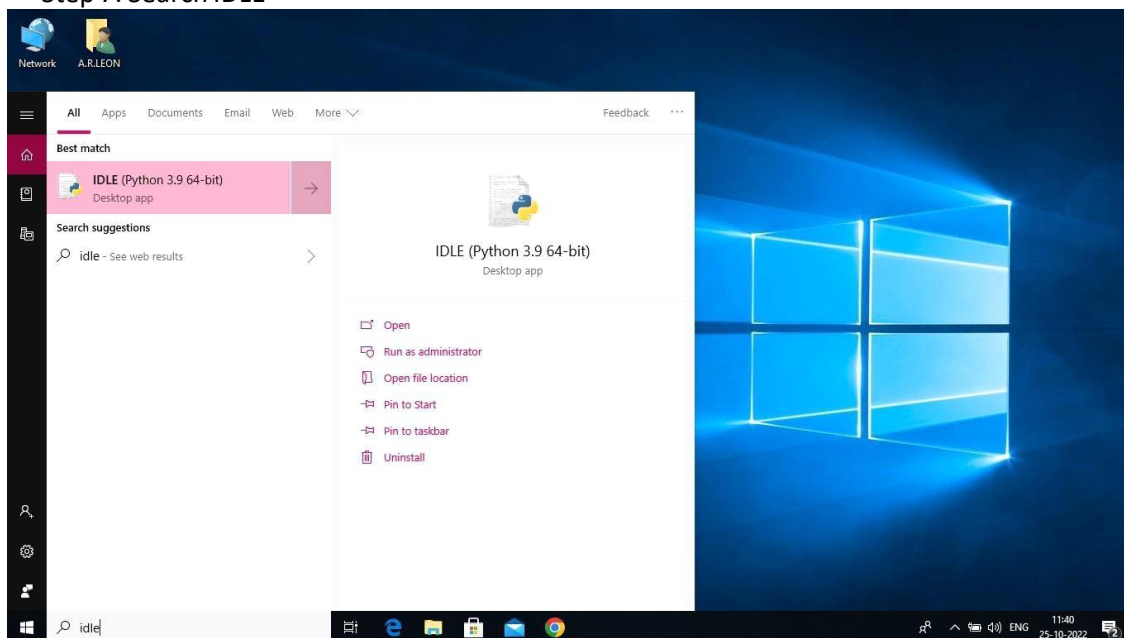 Step 7: Search IDLE
Network A.R.LEON
All Apps Documents Email Web More Feedback ...
Best match
IDLE (Python 3.9 64-bit)
Desktop app
Search suggestions
idle - See web results
IDLE (Python 3.9 64-bit)
Desktop app
Open
Run as administrator
Open file location
Pin to Start
Pin to taskbar
Uninstall
idle
ENG
11:40
25-10-2022
2